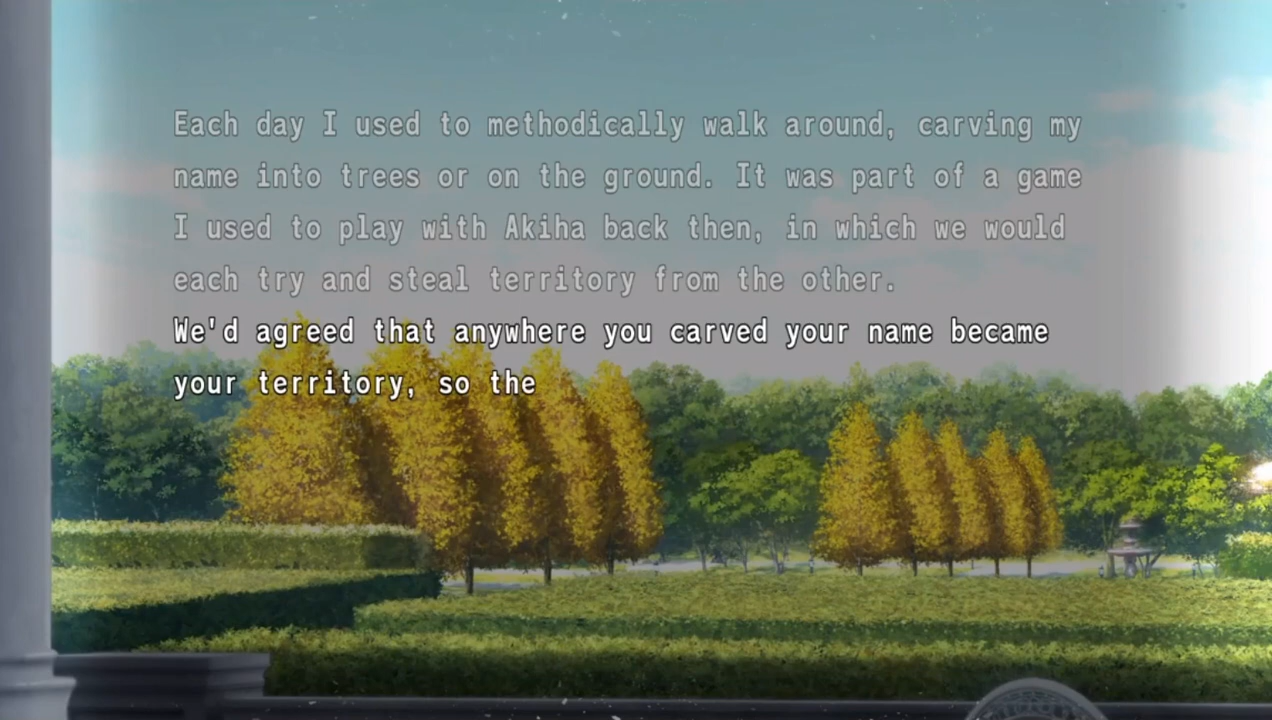 Each day I used to methodically walk around, carving my
name into trees or on the ground. It was part of a game
I used to play with Akiha back then, in which we would
each try and steal territory from the other.
We'd agreed that anywhere you carved your name became
your territory, so the